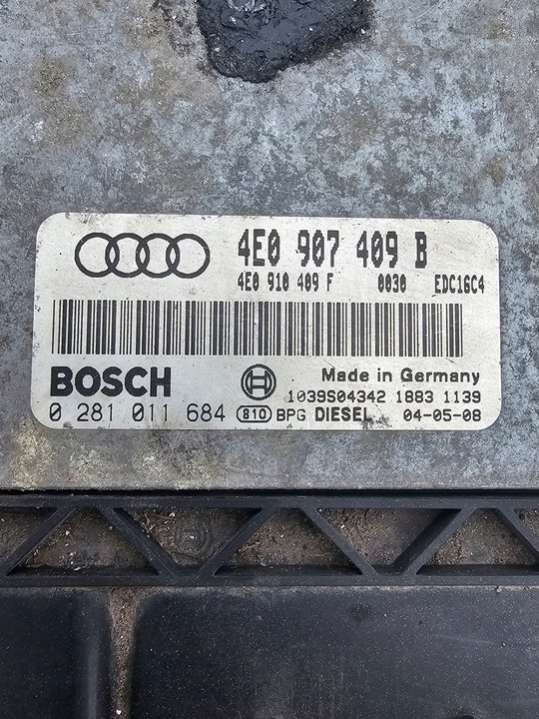 4E0 907 409 B
4E0 910 409 F 0030 EDC16C4
BOSCH
Made in Germany
1039S04342 1883 1139
0 281 011 684 810 BPG DIESEL 04-05-08